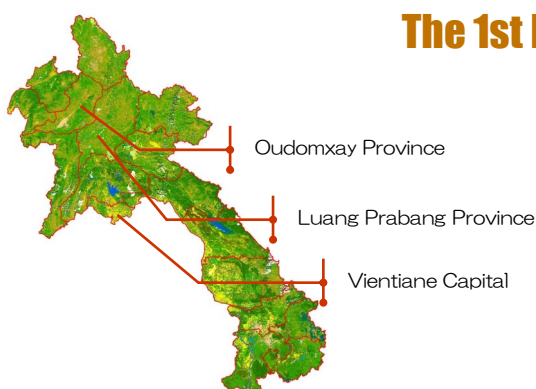 The 1st
Oudomxay Province
Luang Prabang Province
Vientiane Capital